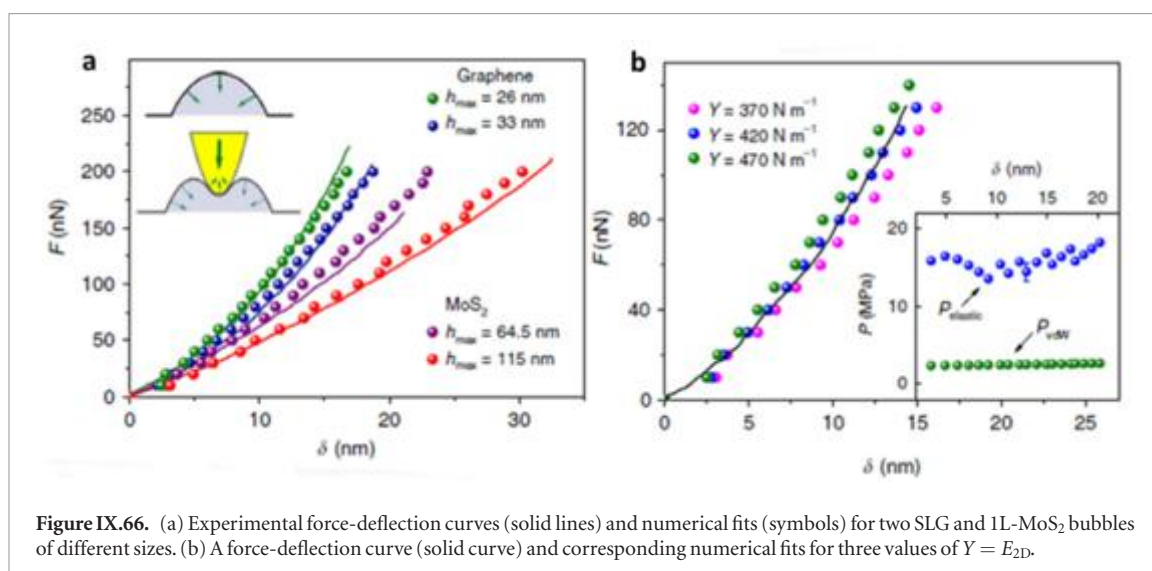 a
Graphene
h_max = 26 nm
h_max = 33 nm
MoS₂
h_max = 64.5 nm
h_max = 115 nm
250
200
150
100
50
0
F (nN)
0 10 20 30
δ (nm)
b
Y = 370 N m⁻¹
Y = 420 N m⁻¹
Y = 470 N m⁻¹
120
80
40
0
F (nN)
0 5 10 15 20 25
δ (nm)
δ (nm)
5 10 15 20
20
10
0
P (MPa)
P_elastic
P_vdW
Figure IX.66. (a) Experimental force-deflection curves (solid lines) and numerical fits (symbols) for two SLG and 1L-MoS₂ bubbles
of different sizes. (b) A force-deflection curve (solid curve) and corresponding numerical fits for three values of Y = E₂D.